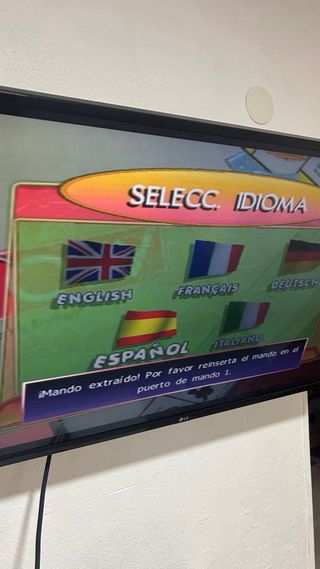 SELECC. IDIOMA
ENGLISH
FRANÇAIS
DEUTSCH
ESPAÑOL
ITALIANO
¡Mando extraído! Por favor reinserta el mando en el
puerto de mando 1.
LG